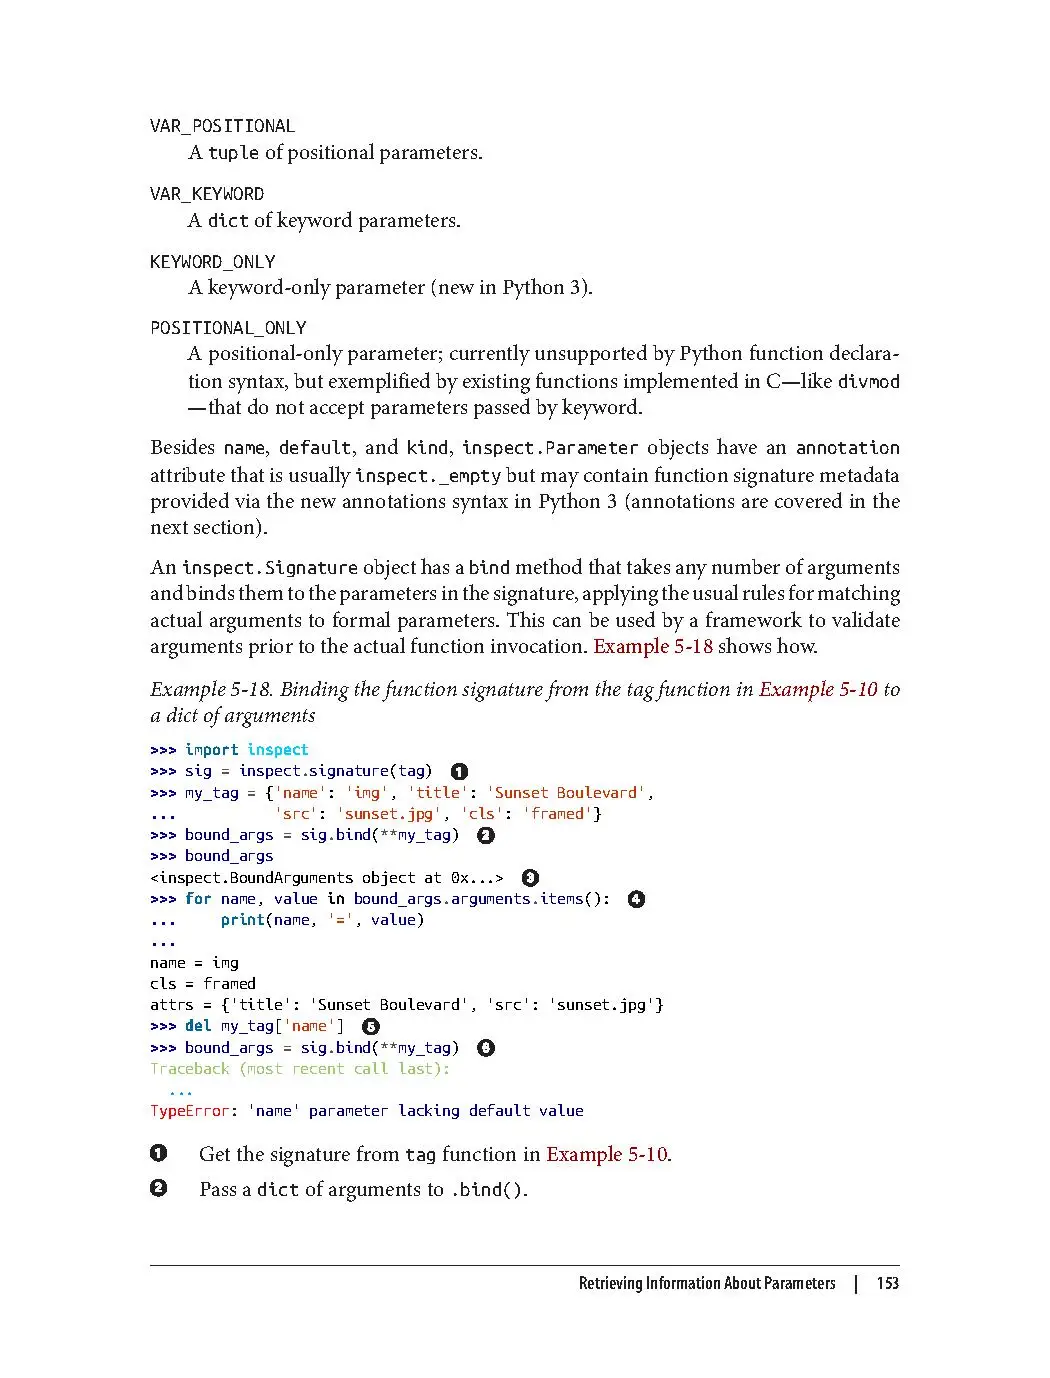 VAR_POSITIONAL
A tuple of positional parameters.
VAR_KEYWORD
A dict of keyword parameters.
KEYWORD_ONLY
A keyword-only parameter (new in Python 3).
POSITIONAL_ONLY
A positional-only parameter; currently unsupported by Python function declara-
tion syntax, but exemplified by existing functions implemented in C—like divmod
—that do not accept parameters passed by keyword.
Besides name, default, and kind, inspect.Parameter objects have an annotation
attribute that is usually inspect._empty but may contain function signature metadata
provided via the new annotations syntax in Python 3 (annotations are covered in the
next section).
An inspect.Signature object has a bind method that takes any number of arguments
and binds them to the parameters in the signature, applying the usual rules for matching
actual arguments to formal parameters. This can be used by a framework to validate
arguments prior to the actual function invocation. Example 5-18 shows how.
Example 5-18. Binding the function signature from the tag function in Example 5-10 to
a dict of arguments
>>> import inspect
>>> sig = inspect.signature(tag) ❶
>>> my_tag = {'name': 'img', 'title': 'Sunset Boulevard',
...           'src': 'sunset.jpg', 'cls': 'framed'}
>>> bound_args = sig.bind(**my_tag) ❷
>>> bound_args
<inspect.BoundArguments object at 0x...> ❸
>>> for name, value in bound_args.arguments.items(): ❹
...     print(name, '=', value)
...
name = img
cls = framed
attrs = {'title': 'Sunset Boulevard', 'src': 'sunset.jpg'}
>>> del my_tag['name'] ❺
>>> bound_args = sig.bind(**my_tag) ❻
Traceback (most recent call last):
  ...
TypeError: 'name' parameter lacking default value
❶ Get the signature from tag function in Example 5-10.
❷ Pass a dict of arguments to .bind().
Retrieving Information About Parameters | 153